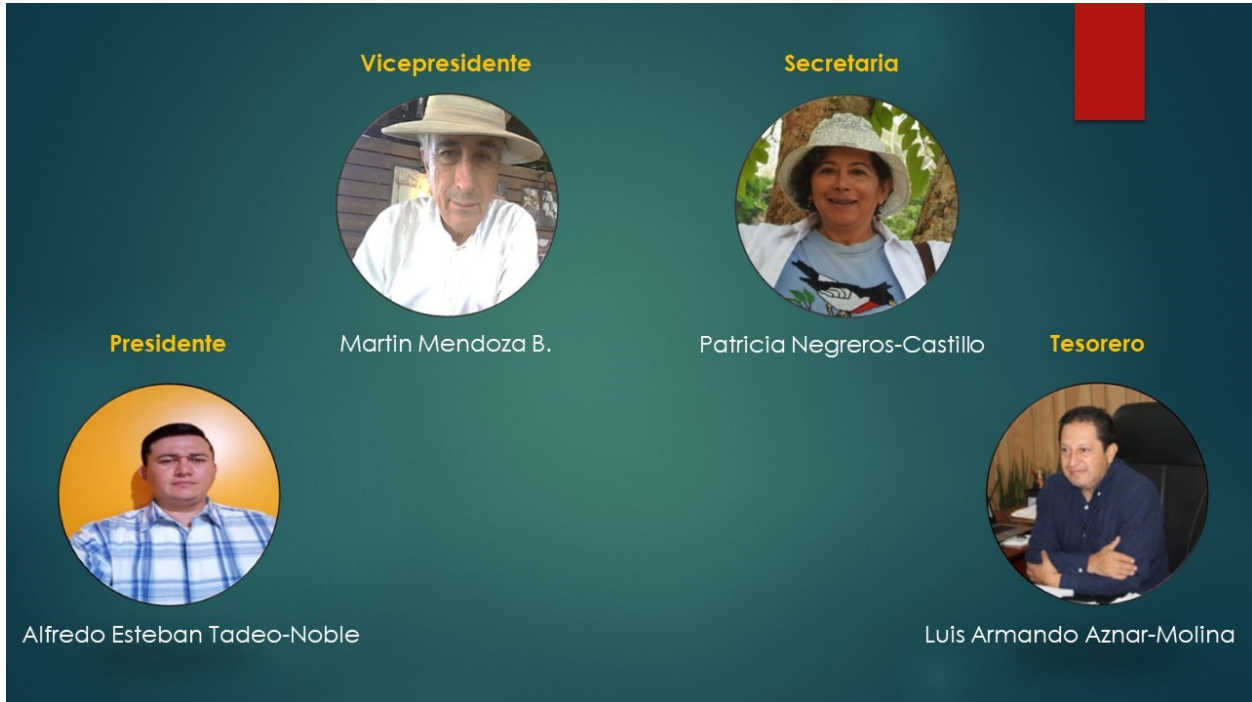 Vicepresidente
Secretaria
Martin Mendoza B.
Patricia Negreros-Castillo
Presidente
Tesorero
Alfredo Esteban Tadeo-Noble
Luis Armando Aznar-Molina